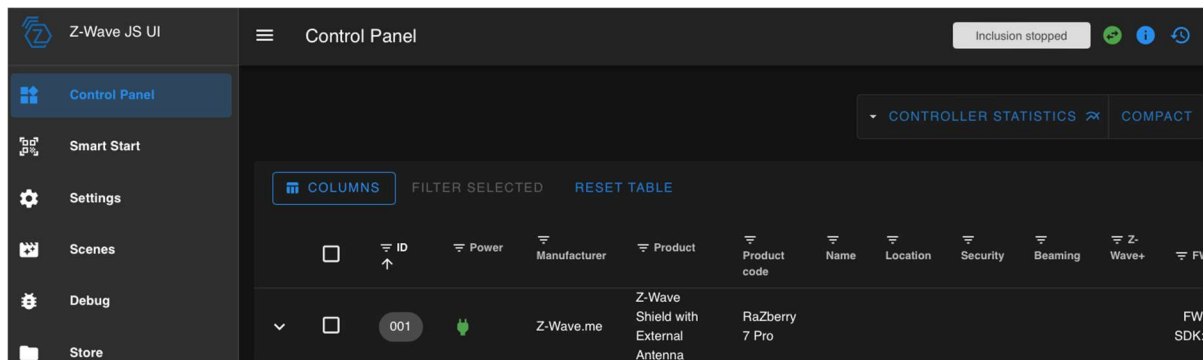 Z-Wave JS UI
Control Panel
Inclusion stopped
Control Panel
Smart Start
Settings
Scenes
Debug
Store
CONTROLLER STATISTICS
COMPACT
COLUMNS
FILTER SELECTED
RESET TABLE
ID
Power
Manufacturer
Product
Product
code
Name
Location
Security
Beaming
Z-
Wave+
001
Z-Wave.me
Z-Wave
Shield with
External
Antenna
RaZberry
7 Pro
FW
SDK: